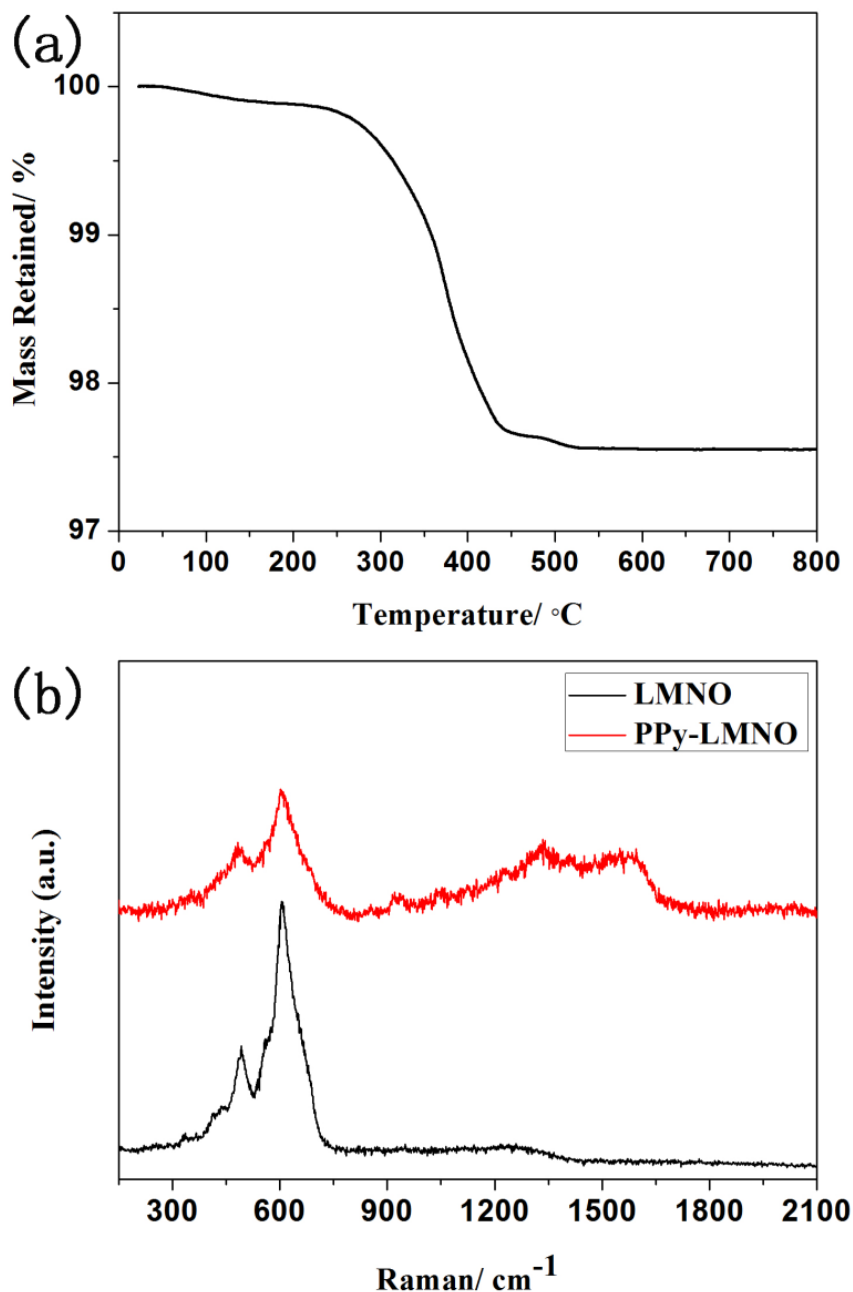 (a)
Mass Retained/ %
100
99
98
97
0 100 200 300 400 500 600 700 800
Temperature/ °C
(b)
LMNO
PPy-LMNO
Intensity (a.u.)
300 600 900 1200 1500 1800 2100
Raman/ cm⁻¹